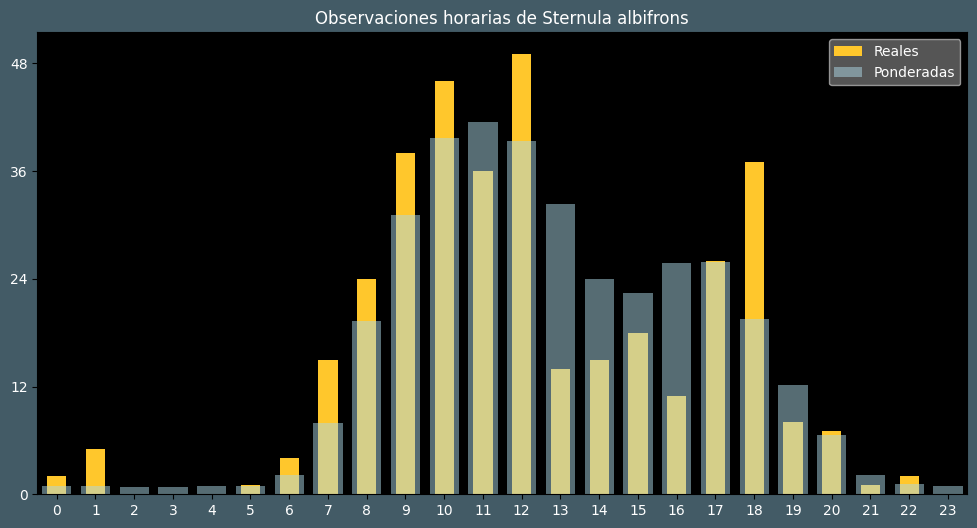 Observaciones horarias de Sternula albifrons
Reales
Ponderadas
48
36
24
12
0
0 1 2 3 4 5 6 7 8 9 10 11 12 13 14 15 16 17 18 19 20 21 22 23